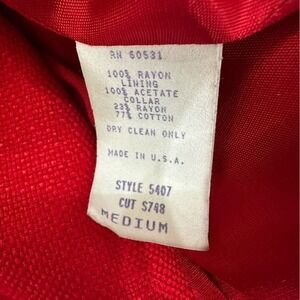 RN 60531
100% RAYON
LINING
100% ACETATE
COLLAR
23% RAYON
77% COTTON
DRY CLEAN ONLY
MADE IN U.S.A.
STYLE 5407
CUT S748
MEDIUM